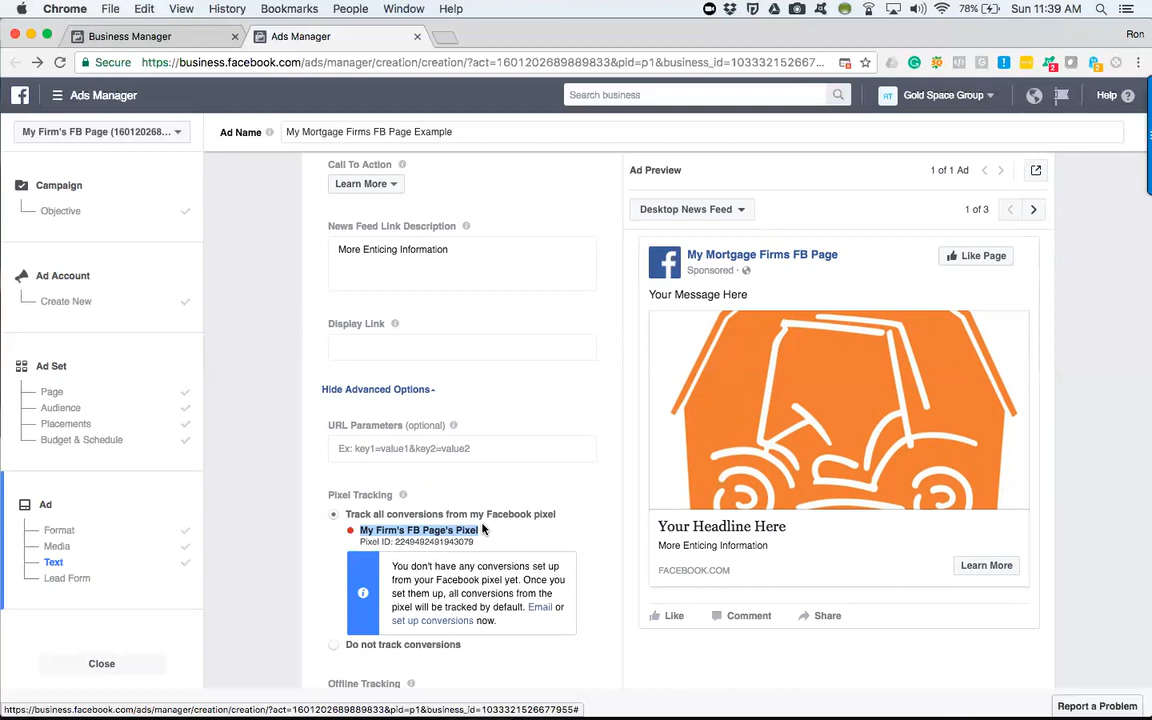 Chrome File Edit View History Bookmarks People Window Help 78% Sun 11:39 AM
Business Manager Ads Manager Ron
Secure https://business.facebook.com/ads/manager/creation/creation/?act=1601202689889833&pid=p1&business_id=1033321526677...
Ads Manager Search business AT Gold Space Group Help
My Firm's FB Page (160120268... Ad Name My Mortgage Firms FB Page Example
Campaign
Objective
Ad Account
Create New
Ad Set
Page
Audience
Placements
Budget & Schedule
Ad
Format
Media
Text
Lead Form
Close
Call To Action
Learn More
News Feed Link Description
More Enticing Information
Display Link
Hide Advanced Options
URL Parameters (optional)
Ex: key1=value1&key2=value2
Pixel Tracking
Track all conversions from my Facebook pixel
My Firm's FB Page's Pixel
Pixel ID: 2249492491943079
You don't have any conversions set up
from your Facebook pixel yet. Once you
set them up, all conversions from the
pixel will be tracked by default. Email or
set up conversions now.
Do not track conversions
Offline Tracking
Ad Preview 1 of 1 Ad
Desktop News Feed 1 of 3
My Mortgage Firms FB Page Like Page
Sponsored ·
Your Message Here
Your Headline Here
More Enticing Information
FACEBOOK.COM Learn More
Like Comment Share
https://business.facebook.com/ads/manager/creation/creation/?act=1601202689889833&pid=p1&business_id=1033321526677955#
Report a Problem